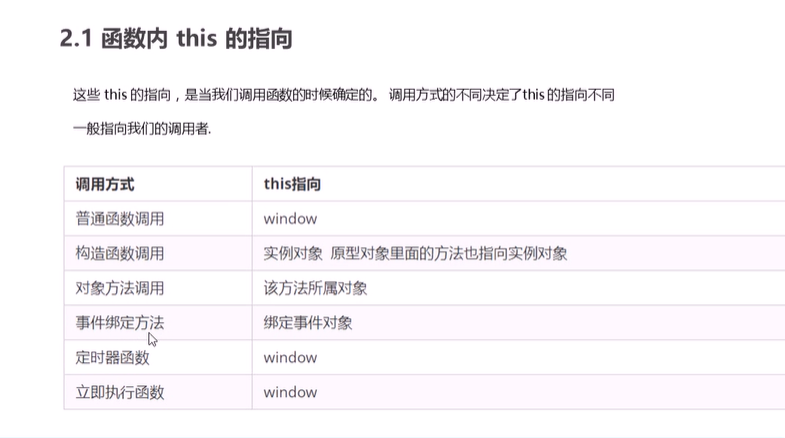 2.1 函数内 this 的指向
这些 this 的指向，是当我们调用函数的时候确定的。 调用方式的不同决定了this 的指向不同
一般指向我们的调用者.
调用方式 this指向
普通函数调用 window
构造函数调用 实例对象 原型对象里面的方法也指向实例对象
对象方法调用 该方法所属对象
事件绑定方法 绑定事件对象
定时器函数 window
立即执行函数 window